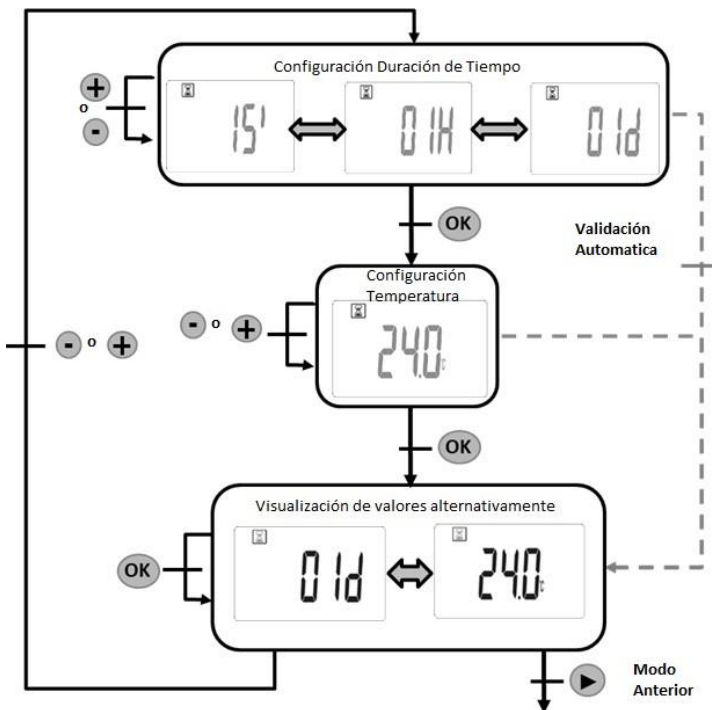 Configuración Duración de Tiempo
+
o
-
15'
01H
01d
OK
Validación
Automatica
Configuración
Temperatura
- o +
24.0°C
- o +
OK
Visualización de valores alternativamente
OK
01d
24.0°C
Modo
Anterior